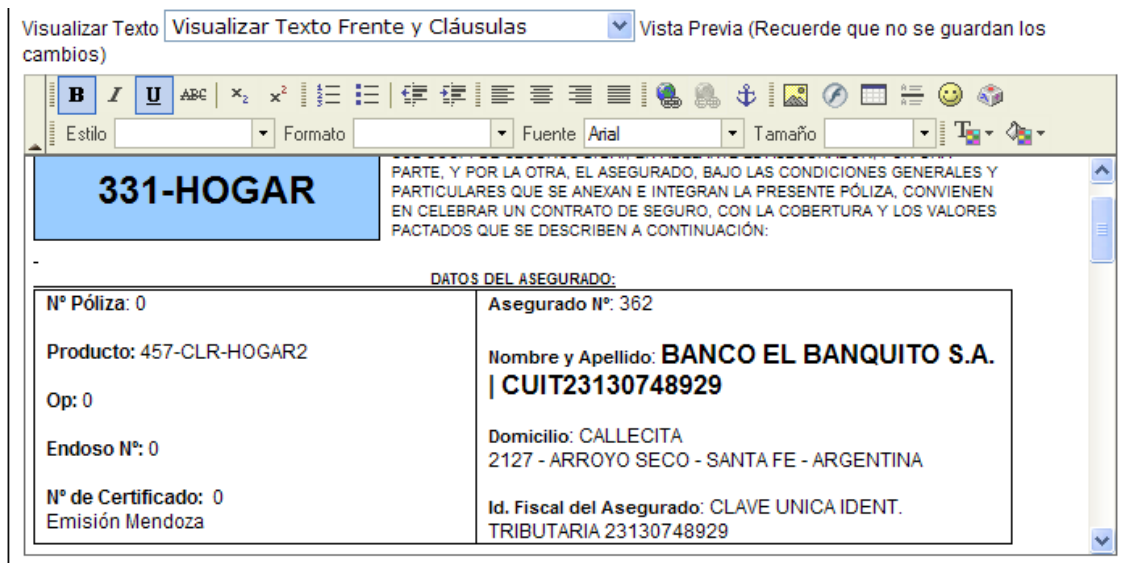 Visualizar Texto Visualizar Texto Frente y Cláusulas Vista Previa (Recuerde que no se guardan los
cambios)
B I U ABC x₂ x²
Estilo Formato Fuente Arial Tamaño
331-HOGAR
PARTE, Y POR LA OTRA, EL ASEGURADO, BAJO LAS CONDICIONES GENERALES Y
PARTICULARES QUE SE ANEXAN E INTEGRAN LA PRESENTE PÓLIZA, CONVIENEN
EN CELEBRAR UN CONTRATO DE SEGURO, CON LA COBERTURA Y LOS VALORES
PACTADOS QUE SE DESCRIBEN A CONTINUACIÓN:
DATOS DEL ASEGURADO:
Nº Póliza: 0
Producto: 457-CLR-HOGAR2
Op: 0
Endoso Nº: 0
Nº de Certificado: 0
Emisión Mendoza
Asegurado Nº: 362
Nombre y Apellido: BANCO EL BANQUITO S.A.
| CUIT23130748929
Domicilio: CALLECITA
2127 - ARROYO SECO - SANTA FE - ARGENTINA
Id. Fiscal del Asegurado: CLAVE UNICA IDENT.
TRIBUTARIA 23130748929